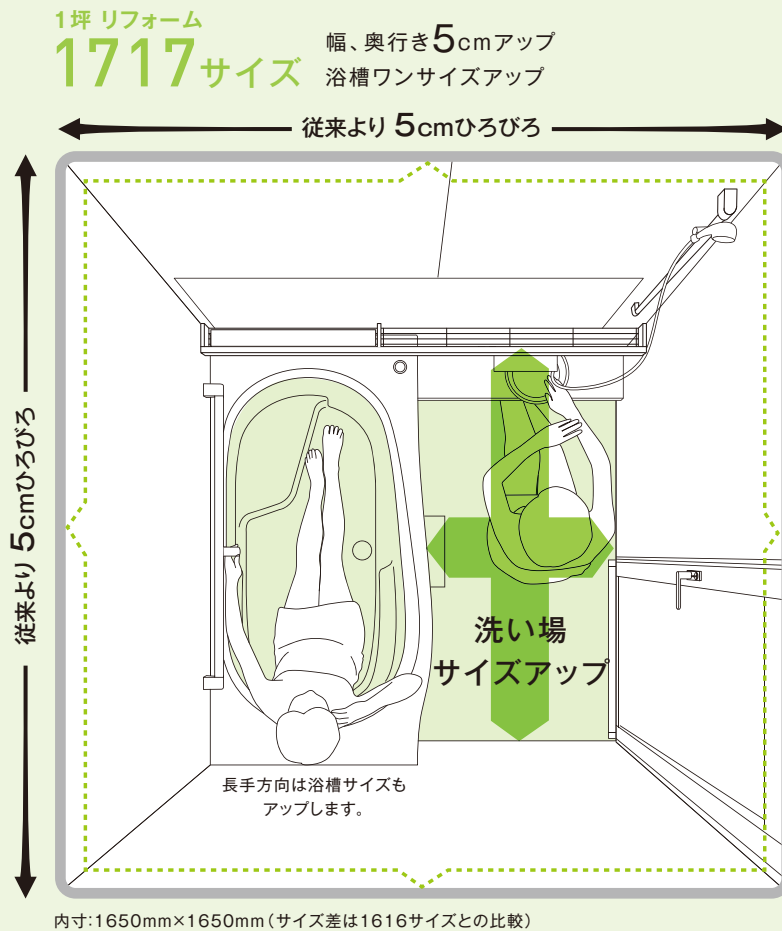 1坪 リフォーム
1717サイズ
幅、奥行き5cmアップ
浴槽ワンサイズアップ
従来より 5cmひろびろ
従来より 5cmひろびろ
洗い場
サイズアップ
長手方向は浴槽サイズも
アップします。
内寸:1650mm×1650mm(サイズ差は1616サイズとの比較)